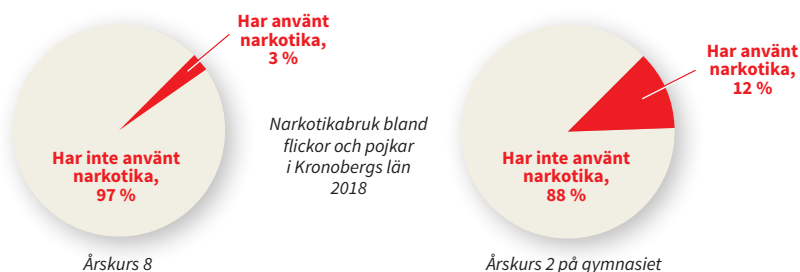 Har använt
narkotika,
3 %
Har inte använt
narkotika,
97 %
Årskurs 8
Narkotikabruk bland
flickor och pojkar
i Kronobergs län
2018
Har använt
narkotika,
12 %
Har inte använt
narkotika,
88 %
Årskurs 2 på gymnasiet